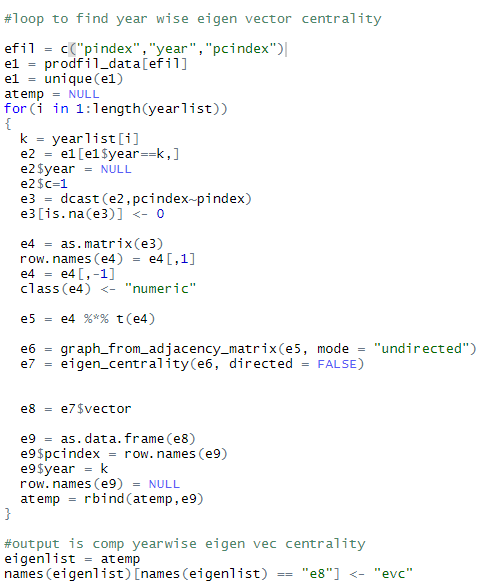 #loop to find year wise eigen vector centrality
efil = c("pindex","year","pcindex")
e1 = prodfil_data[efil]
e1 = unique(e1)
atemp = NULL
for(i in 1:length(yearlist))
{
  k = yearlist[i]
  e2 = e1[e1$year==k,]
  e2$year = NULL
  e2$c=1
  e3 = dcast(e2,pcindex~pindex)
  e3[is.na(e3)] <- 0
  e4 = as.matrix(e3)
  row.names(e4) = e4[,1]
  e4 = e4[,-1]
  class(e4) <- "numeric"
  e5 = e4 %*% t(e4)
  e6 = graph_from_adjacency_matrix(e5, mode = "undirected")
  e7 = eigen_centrality(e6, directed = FALSE)
  e8 = e7$vector
  e9 = as.data.frame(e8)
  e9$pcindex = row.names(e9)
  e9$year = k
  row.names(e9) = NULL
  atemp = rbind(atemp,e9)
}
#output is comp yearwise eigen vec centrality
eigenlist = atemp
names(eigenlist)[names(eigenlist) == "e8"] <- "evc"